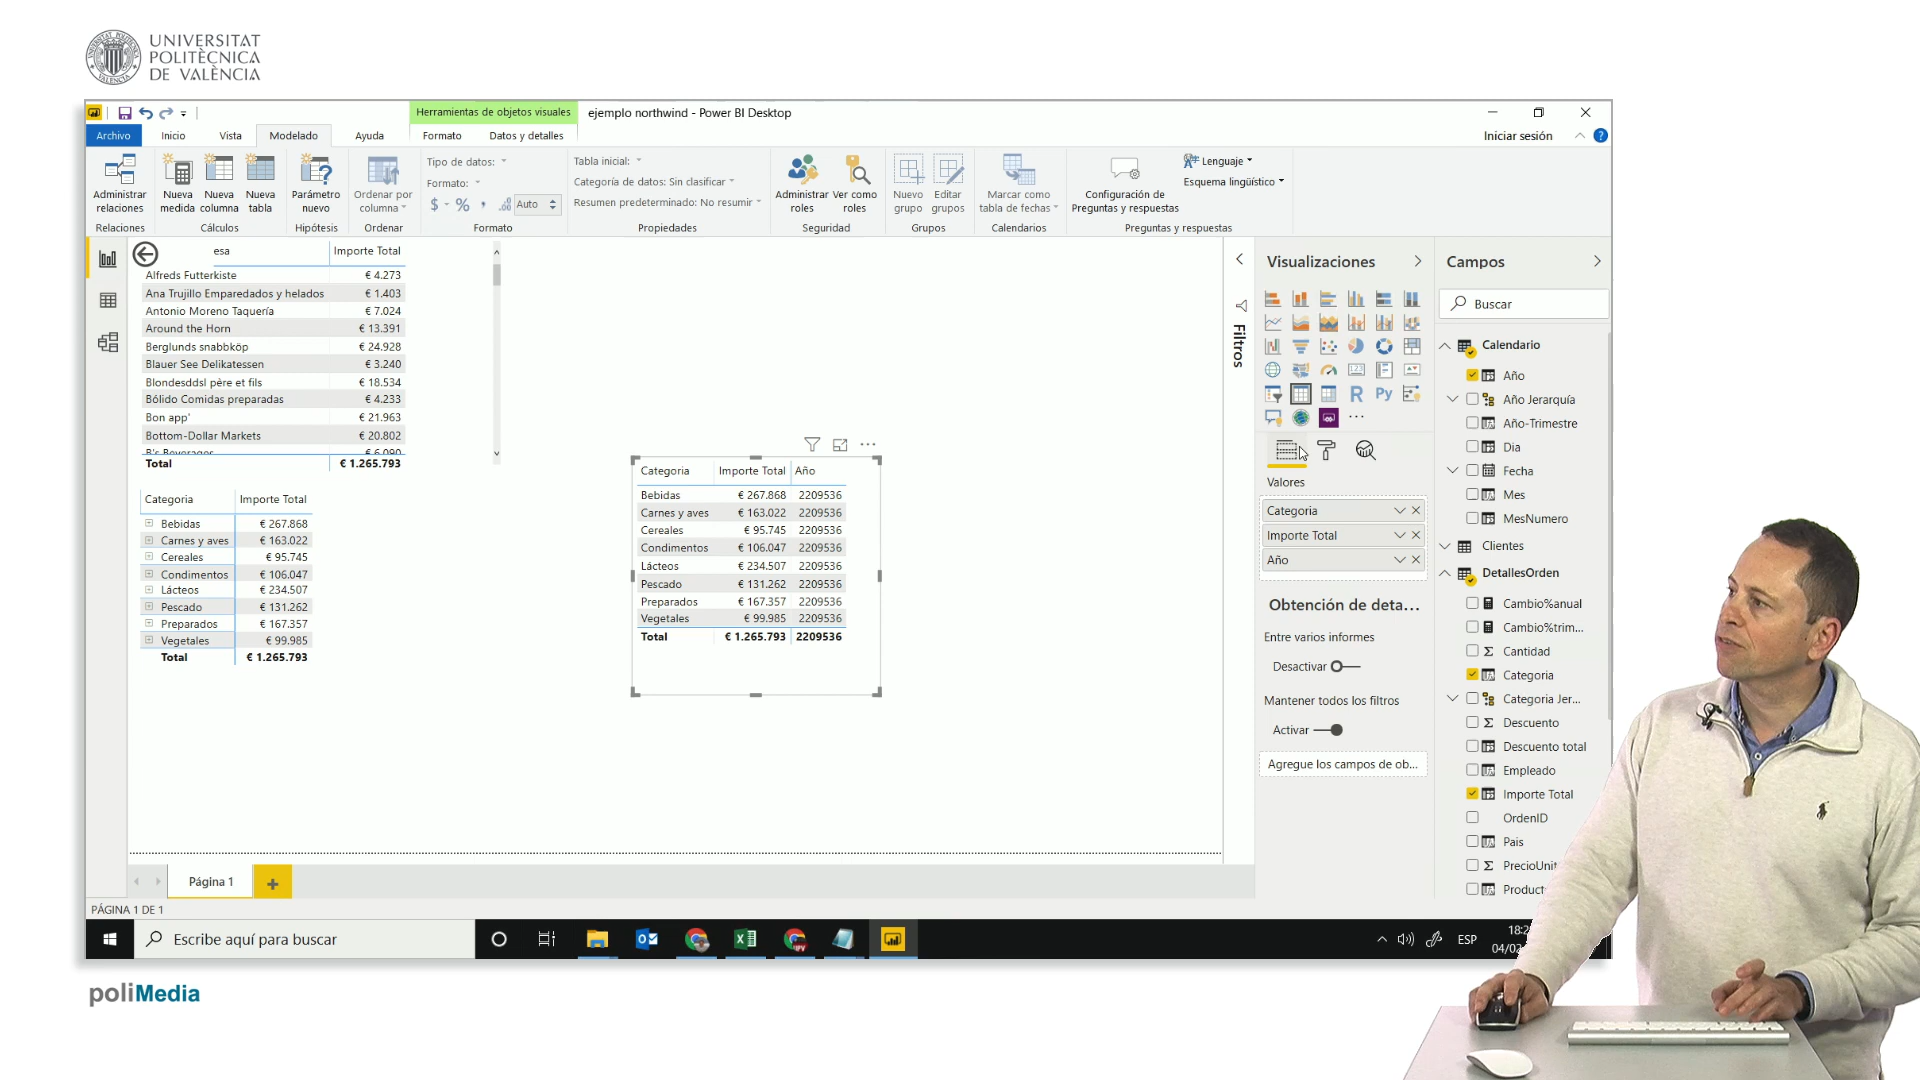 UNIVERSITAT
POLITÈCNICA
DE VALÈNCIA
Herramientas de objetos visuales
ejemplo northwind - Power BI Desktop
Archivo
Inicio
Vista
Modelado
Ayuda
Formato
Datos y detalles
Iniciar sesión
Administrar
relaciones
Relaciones
Nueva
medida
Nueva
columna
Nueva
tabla
Cálculos
Parámetro
nuevo
Hipótesis
Ordenar por
columna
Ordenar
Tipo de datos:
Formato:
$ % , Auto
Formato
Tabla inicial:
Categoría de datos: Sin clasificar
Resumen predeterminado: No resumir
Propiedades
Administrar
roles
Ver como
roles
Seguridad
Nuevo
grupo
Editar
grupos
Grupos
Marcar como
tabla de fechas
Calendarios
Configuración de
Preguntas y respuestas
Lenguaje
Esquema lingüístico
Preguntas y respuestas
esa Importe Total
Alfreds Futterkiste € 4.273
Ana Trujillo Emparedados y helados € 1.403
Antonio Moreno Taquería € 7.024
Around the Horn € 13.391
Berglunds snabbköp € 24.928
Blauer See Delikatessen € 3.240
Blondesddsl père et fils € 18.534
Bólido Comidas preparadas € 4.233
Bon app' € 21.963
Bottom-Dollar Markets € 20.802
B's Beverages € 6.090
Total € 1.265.793
Categoria Importe Total
Bebidas € 267.868
Carnes y aves € 163.022
Cereales € 95.745
Condimentos € 106.047
Lácteos € 234.507
Pescado € 131.262
Preparados € 167.357
Vegetales € 99.985
Total € 1.265.793
Categoria Importe Total Año
Bebidas € 267.868 2209536
Carnes y aves € 163.022 2209536
Cereales € 95.745 2209536
Condimentos € 106.047 2209536
Lácteos € 234.507 2209536
Pescado € 131.262 2209536
Preparados € 167.357 2209536
Vegetales € 99.985 2209536
Total € 1.265.793 2209536
Filtros
Visualizaciones
R Py
Valores
Categoria
Importe Total
Año
Obtención de deta...
Entre varios informes
Desactivar
Mantener todos los filtros
Activar
Agregue los campos de ob...
Campos
Buscar
Calendario
Año
Año Jerarquía
Año-Trimestre
Dia
Fecha
Mes
MesNumero
Clientes
DetallesOrden
Cambio%anual
Cambio%trim...
Cantidad
Categoria
Categoria Jer...
Descuento
Descuento total
Empleado
Importe Total
OrdenID
Pais
Página 1
PÁGINA 1 DE 1
Escribe aquí para buscar
ESP
poliMedia